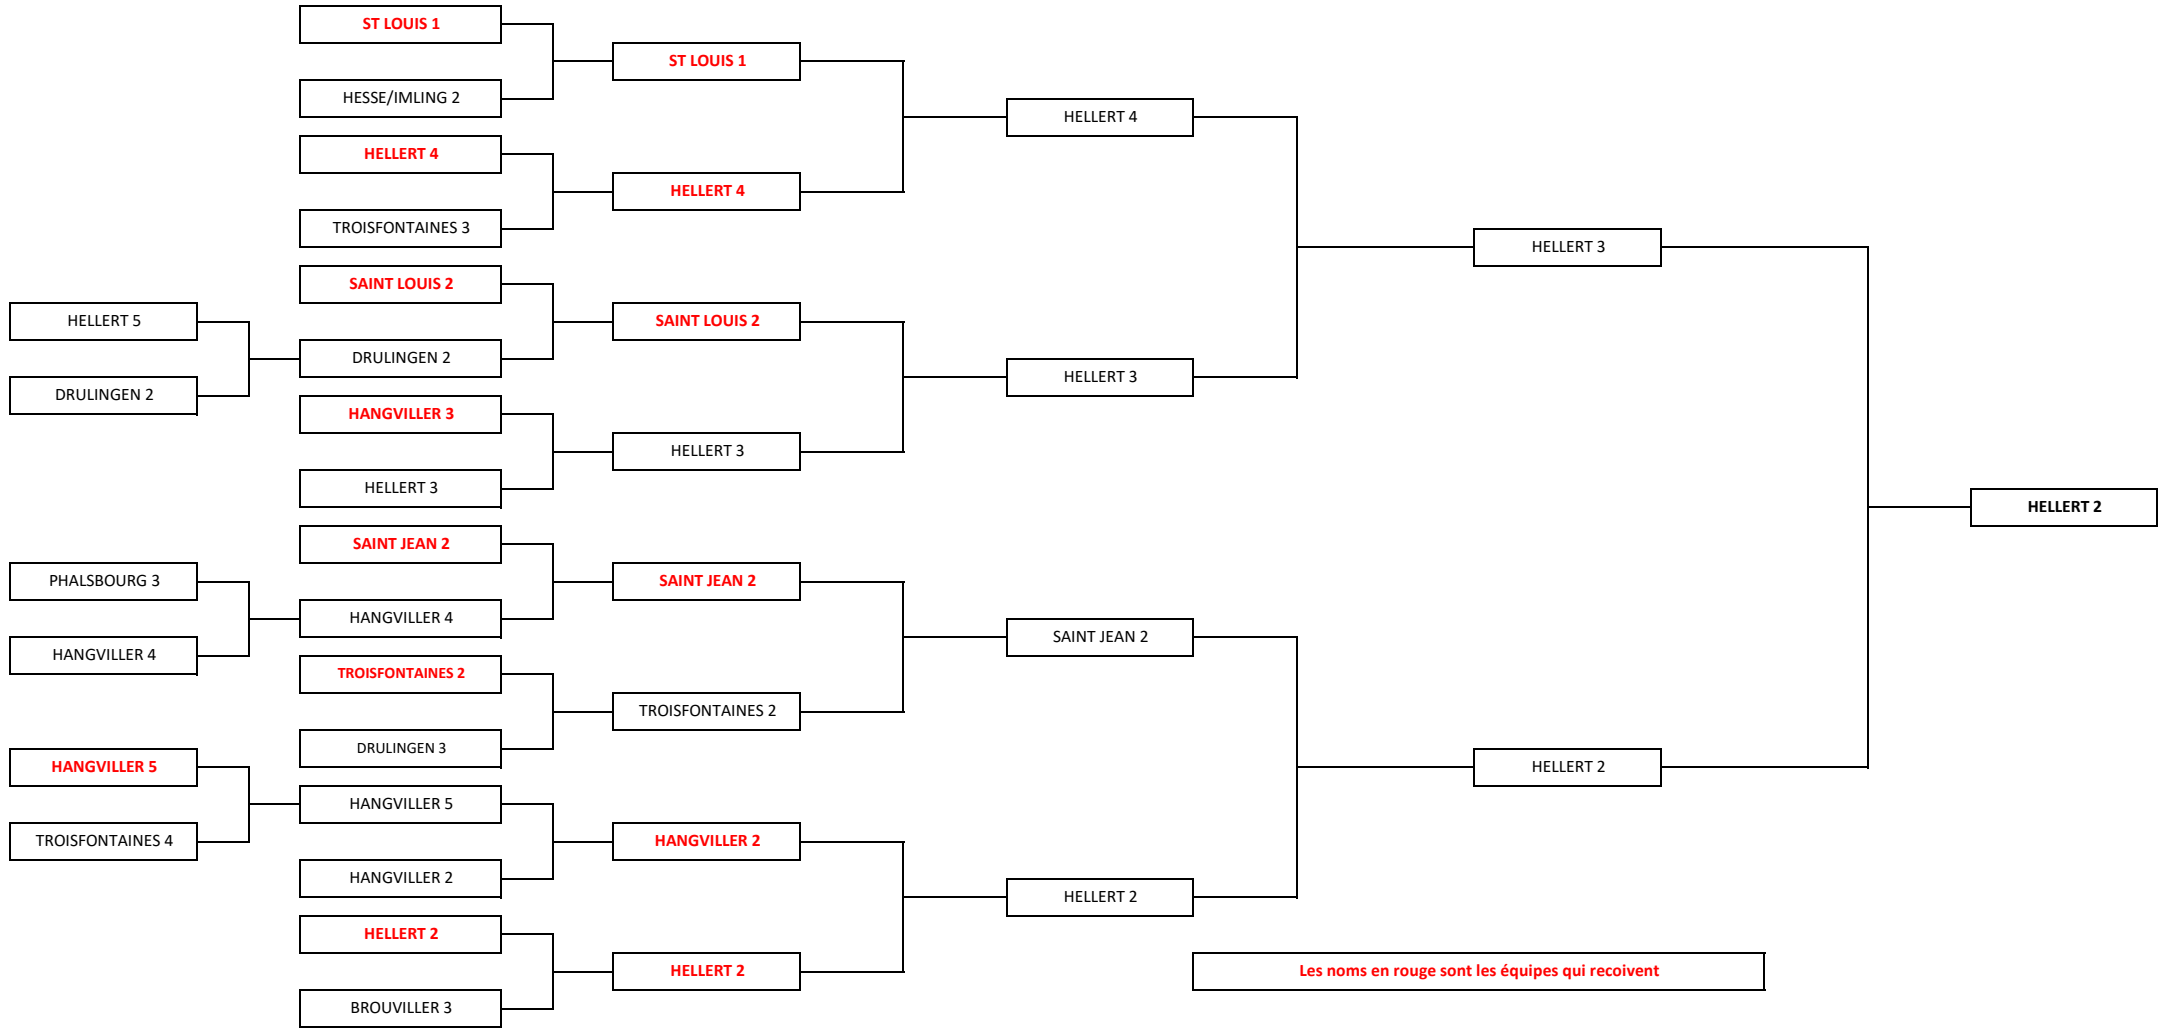 ST LOUIS 1
HESSE/IMLING 2
HELLERT 4
TROISFONTAINES 3
SAINT LOUIS 2
DRULINGEN 2
HANGVILLER 3
HELLERT 3
SAINT JEAN 2
HANGVILLER 4
TROISFONTAINES 2
DRULINGEN 3
HANGVILLER 5
HANGVILLER 2
HELLERT 2
BROUVILLER 3
HELLERT 5
DRULINGEN 2
PHALSBOURG 3
HANGVILLER 4
HANGVILLER 5
TROISFONTAINES 4
ST LOUIS 1
HELLERT 4
SAINT LOUIS 2
HELLERT 3
SAINT JEAN 2
TROISFONTAINES 2
HANGVILLER 2
HELLERT 2
HELLERT 4
HELLERT 3
SAINT JEAN 2
HELLERT 2
HELLERT 3
HELLERT 2
HELLERT 2
Les noms en rouge sont les équipes qui recoivent